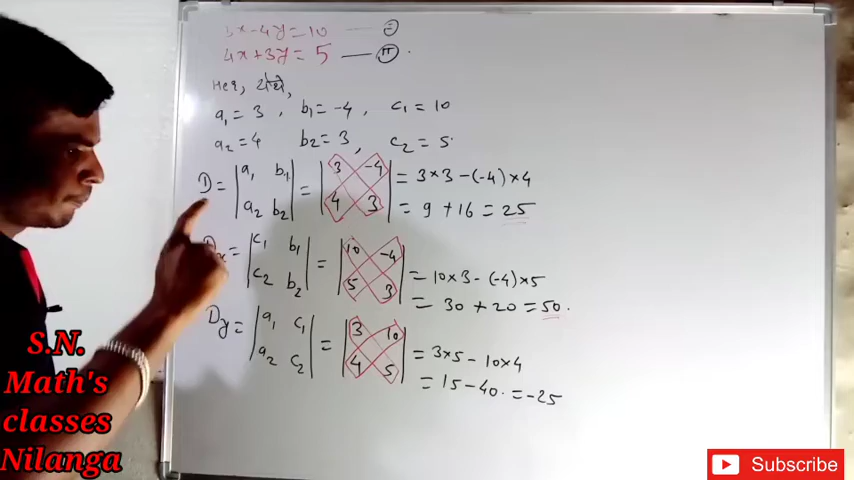 3x-4y=10 — I
4x+3y=5 — II.
Her,
a₁=3, b₁=-4, c₁=10
a₂=4 b₂=3, c₂=5.
D = |a₁ b₁| = |3 -4| = 3×3-(-4)×4
|a₂ b₂| |4 3| = 9+16=25
Dx = |c₁ b₁| = |10 -4| = 10×3-(-4)×5
|c₂ b₂| |5 3| = 30+20=50.
Dy = |a₁ c₁| = |3 10| = 3×5-10×4
|a₂ c₂| |4 5| = 15-40.=-25
S.N.
Math's
classes
Nilanga
Subscribe